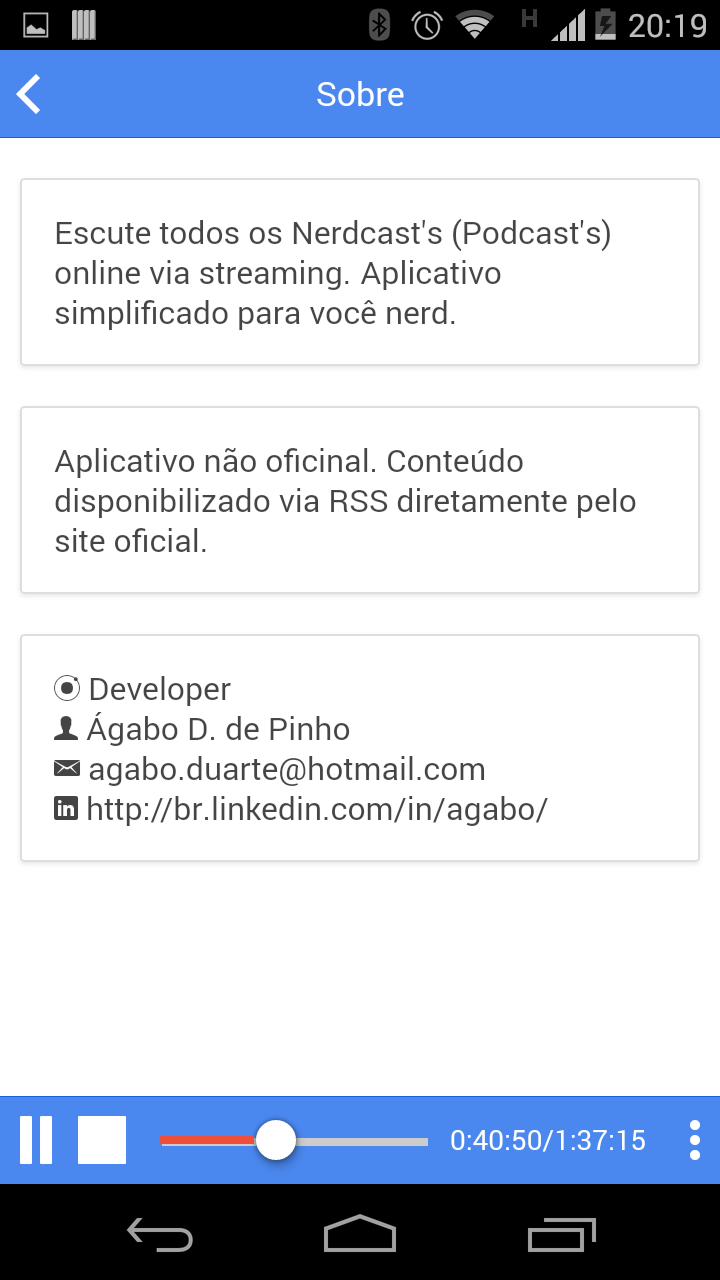 H 20:19
Sobre
Escute todos os Nerdcast's (Podcast's)
online via streaming. Aplicativo
simplificado para você nerd.
Aplicativo não oficinal. Conteúdo
disponibilizado via RSS diretamente pelo
site oficial.
Developer
Ágabo D. de Pinho
agabo.duarte@hotmail.com
in http://br.linkedin.com/in/agabo/
0:40:50/1:37:15